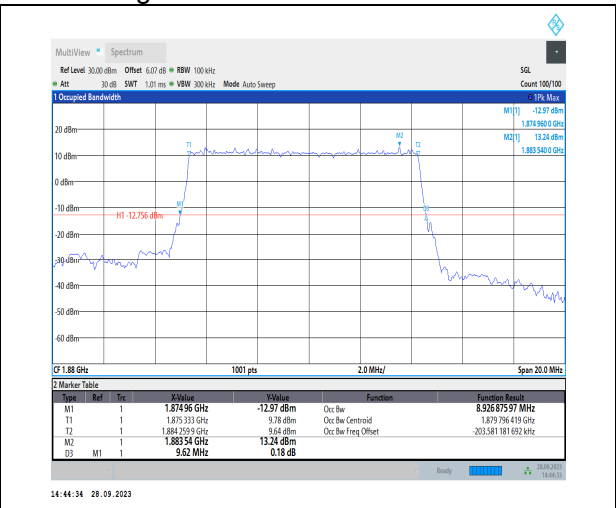 MultiView Spectrum
Ref Level 30.00 dBm Offset 6.07 dB RBW 100 kHz SGL
Att 30 dB SWT 1.01 ms VBW 300 kHz Mode Auto Sweep Count 100/100
1 Occupied Bandwidth 1Pk Max
M1[1] -12.97 dBm
1.874 960 0 GHz
M2[1] 13.24 dBm
1.883 540 0 GHz
20 dBm
M2
T1 T2
10 dBm
0 dBm
M1
-10 dBm
D3
H1 -12.756 dBm
-20 dBm
-30 dBm
-40 dBm
-50 dBm
-60 dBm
CF 1.88 GHz 1001 pts 2.0 MHz/ Span 20.0 MHz
2 Marker Table
Type Ref Trc X-Value Y-Value Function Function Result
M1 1 1.874 96 GHz -12.97 dBm Occ Bw 8.926 875 97 MHz
T1 1 1.875 333 GHz 9.78 dBm Occ Bw Centroid 1.879 796 419 GHz
T2 1 1.884 259 9 GHz 9.64 dBm Occ Bw Freq Offset -203.581 181 692 kHz
M2 1 1.883 54 GHz 13.24 dBm
D3 M1 1 9.62 MHz 0.18 dB
Ready 28.09.2023
14:44:33
14:44:34 28.09.2023